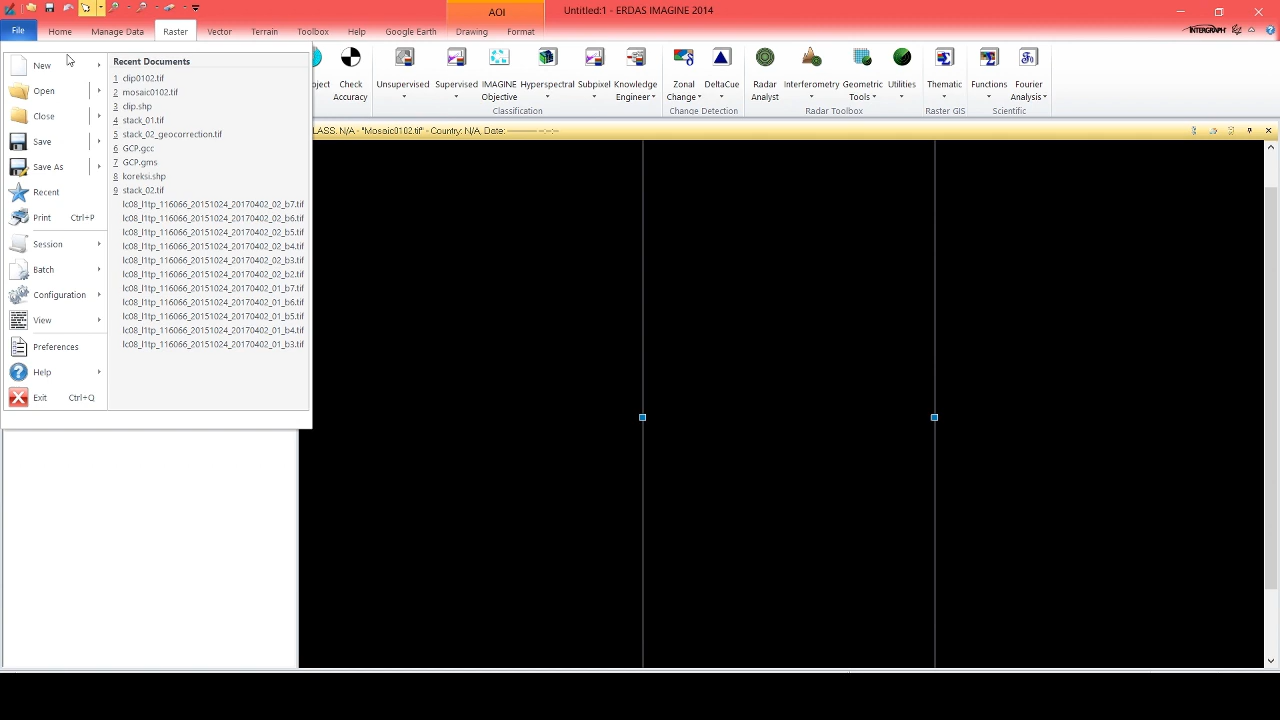 AOI
Untitled:1 - ERDAS IMAGINE 2014
File
Home
Manage Data
Raster
Vector
Terrain
Toolbox
Help
Google Earth
Drawing
Format
INTERGRAPH
New
Open
Close
Save
Save As
Recent
Print Ctrl+P
Session
Batch
Configuration
View
Preferences
Help
Exit Ctrl+Q
Recent Documents
1 clip0102.tif
2 mosaic0102.tif
3 clip.shp
4 stack_01.tif
5 stack_02_geocorrection.tif
6 GCP.gcc
7 GCP.gms
8 koreksi.shp
9 stack_02.tif
lc08_l1tp_116066_20151024_20170402_02_b7.tif
lc08_l1tp_116066_20151024_20170402_02_b6.tif
lc08_l1tp_116066_20151024_20170402_02_b5.tif
lc08_l1tp_116066_20151024_20170402_02_b4.tif
lc08_l1tp_116066_20151024_20170402_02_b3.tif
lc08_l1tp_116066_20151024_20170402_02_b2.tif
lc08_l1tp_116066_20151024_20170402_01_b7.tif
lc08_l1tp_116066_20151024_20170402_01_b6.tif
lc08_l1tp_116066_20151024_20170402_01_b5.tif
lc08_l1tp_116066_20151024_20170402_01_b4.tif
lc08_l1tp_116066_20151024_20170402_01_b3.tif
oject
Check
Accuracy
Unsupervised
Supervised
IMAGINE
Objective
Hyperspectral
Subpixel
Knowledge
Engineer
Classification
Zonal
Change
DeltaCue
Change Detection
Radar
Analyst
Interferometry
Geometric
Tools
Utilities
Radar Toolbox
Thematic
Raster GIS
Functions
Fourier
Analysis
Scientific
LASS. N/A - "Mosaic0102.tif" - Country: N/A, Date: -------- --:--:--